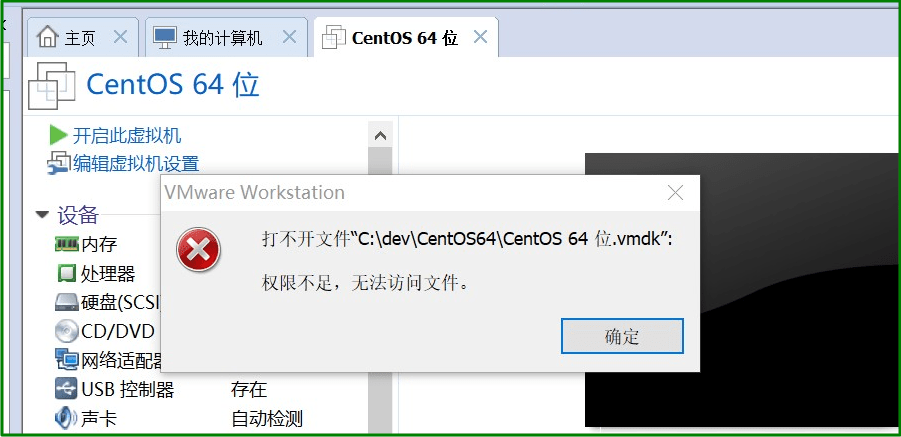 主页
我的计算机
CentOS 64 位
CentOS 64 位
开启此虚拟机
编辑虚拟机设置
VMware Workstation
打不开文件“C:\dev\CentOS64\CentOS 64 位.vmdk”:
权限不足，无法访问文件。
确定
设备
内存
处理器
硬盘(SCSI
CD/DVD
网络适配
USB 控制器 存在
声卡 自动检测